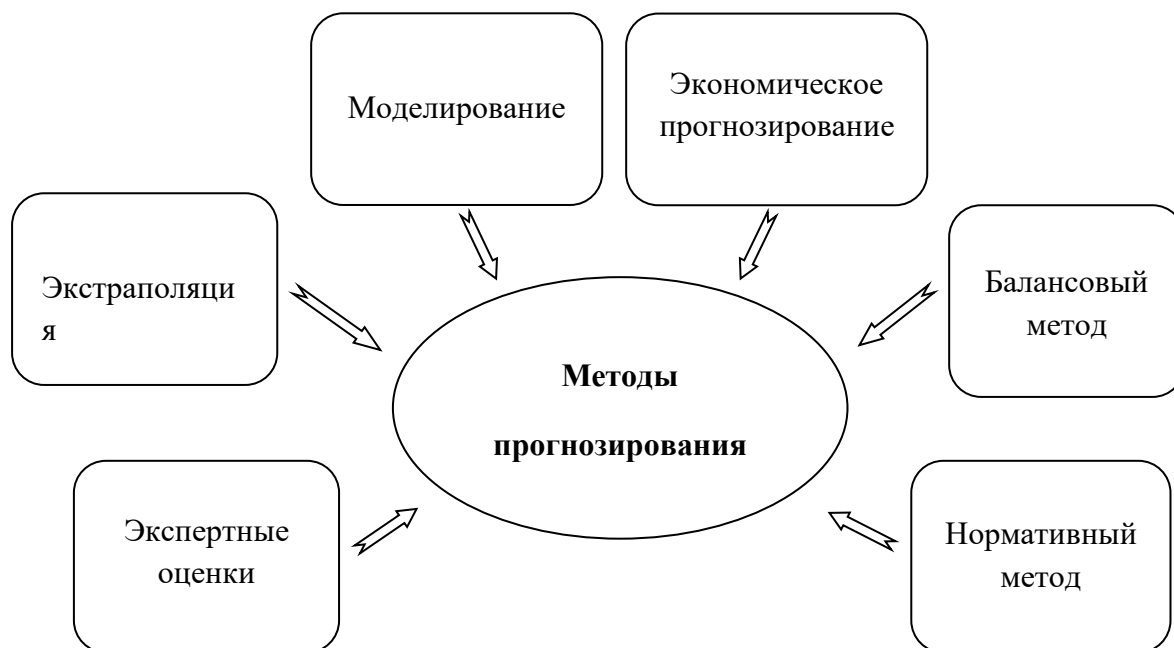 Моделирование
Экономическое
прогнозирование
Экстраполяци
я
Балансовый
метод
Методы
прогнозирования
Экспертные
оценки
Нормативный
метод